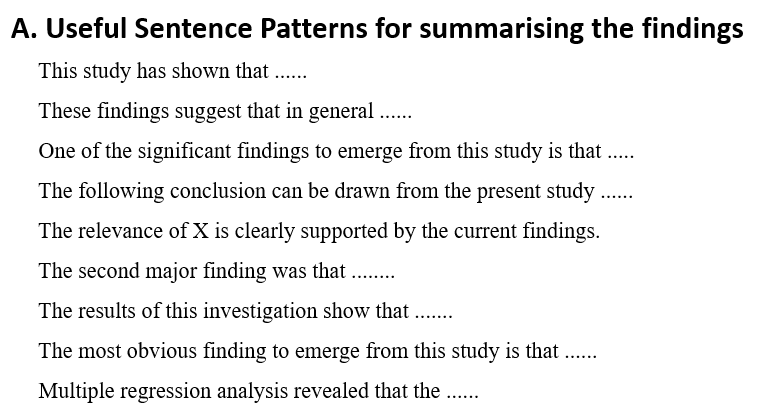 A. Useful Sentence Patterns for summarising the findings
This study has shown that ......
These findings suggest that in general ......
One of the significant findings to emerge from this study is that .....
The following conclusion can be drawn from the present study ......
The relevance of X is clearly supported by the current findings.
The second major finding was that ........
The results of this investigation show that .......
The most obvious finding to emerge from this study is that ......
Multiple regression analysis revealed that the ......